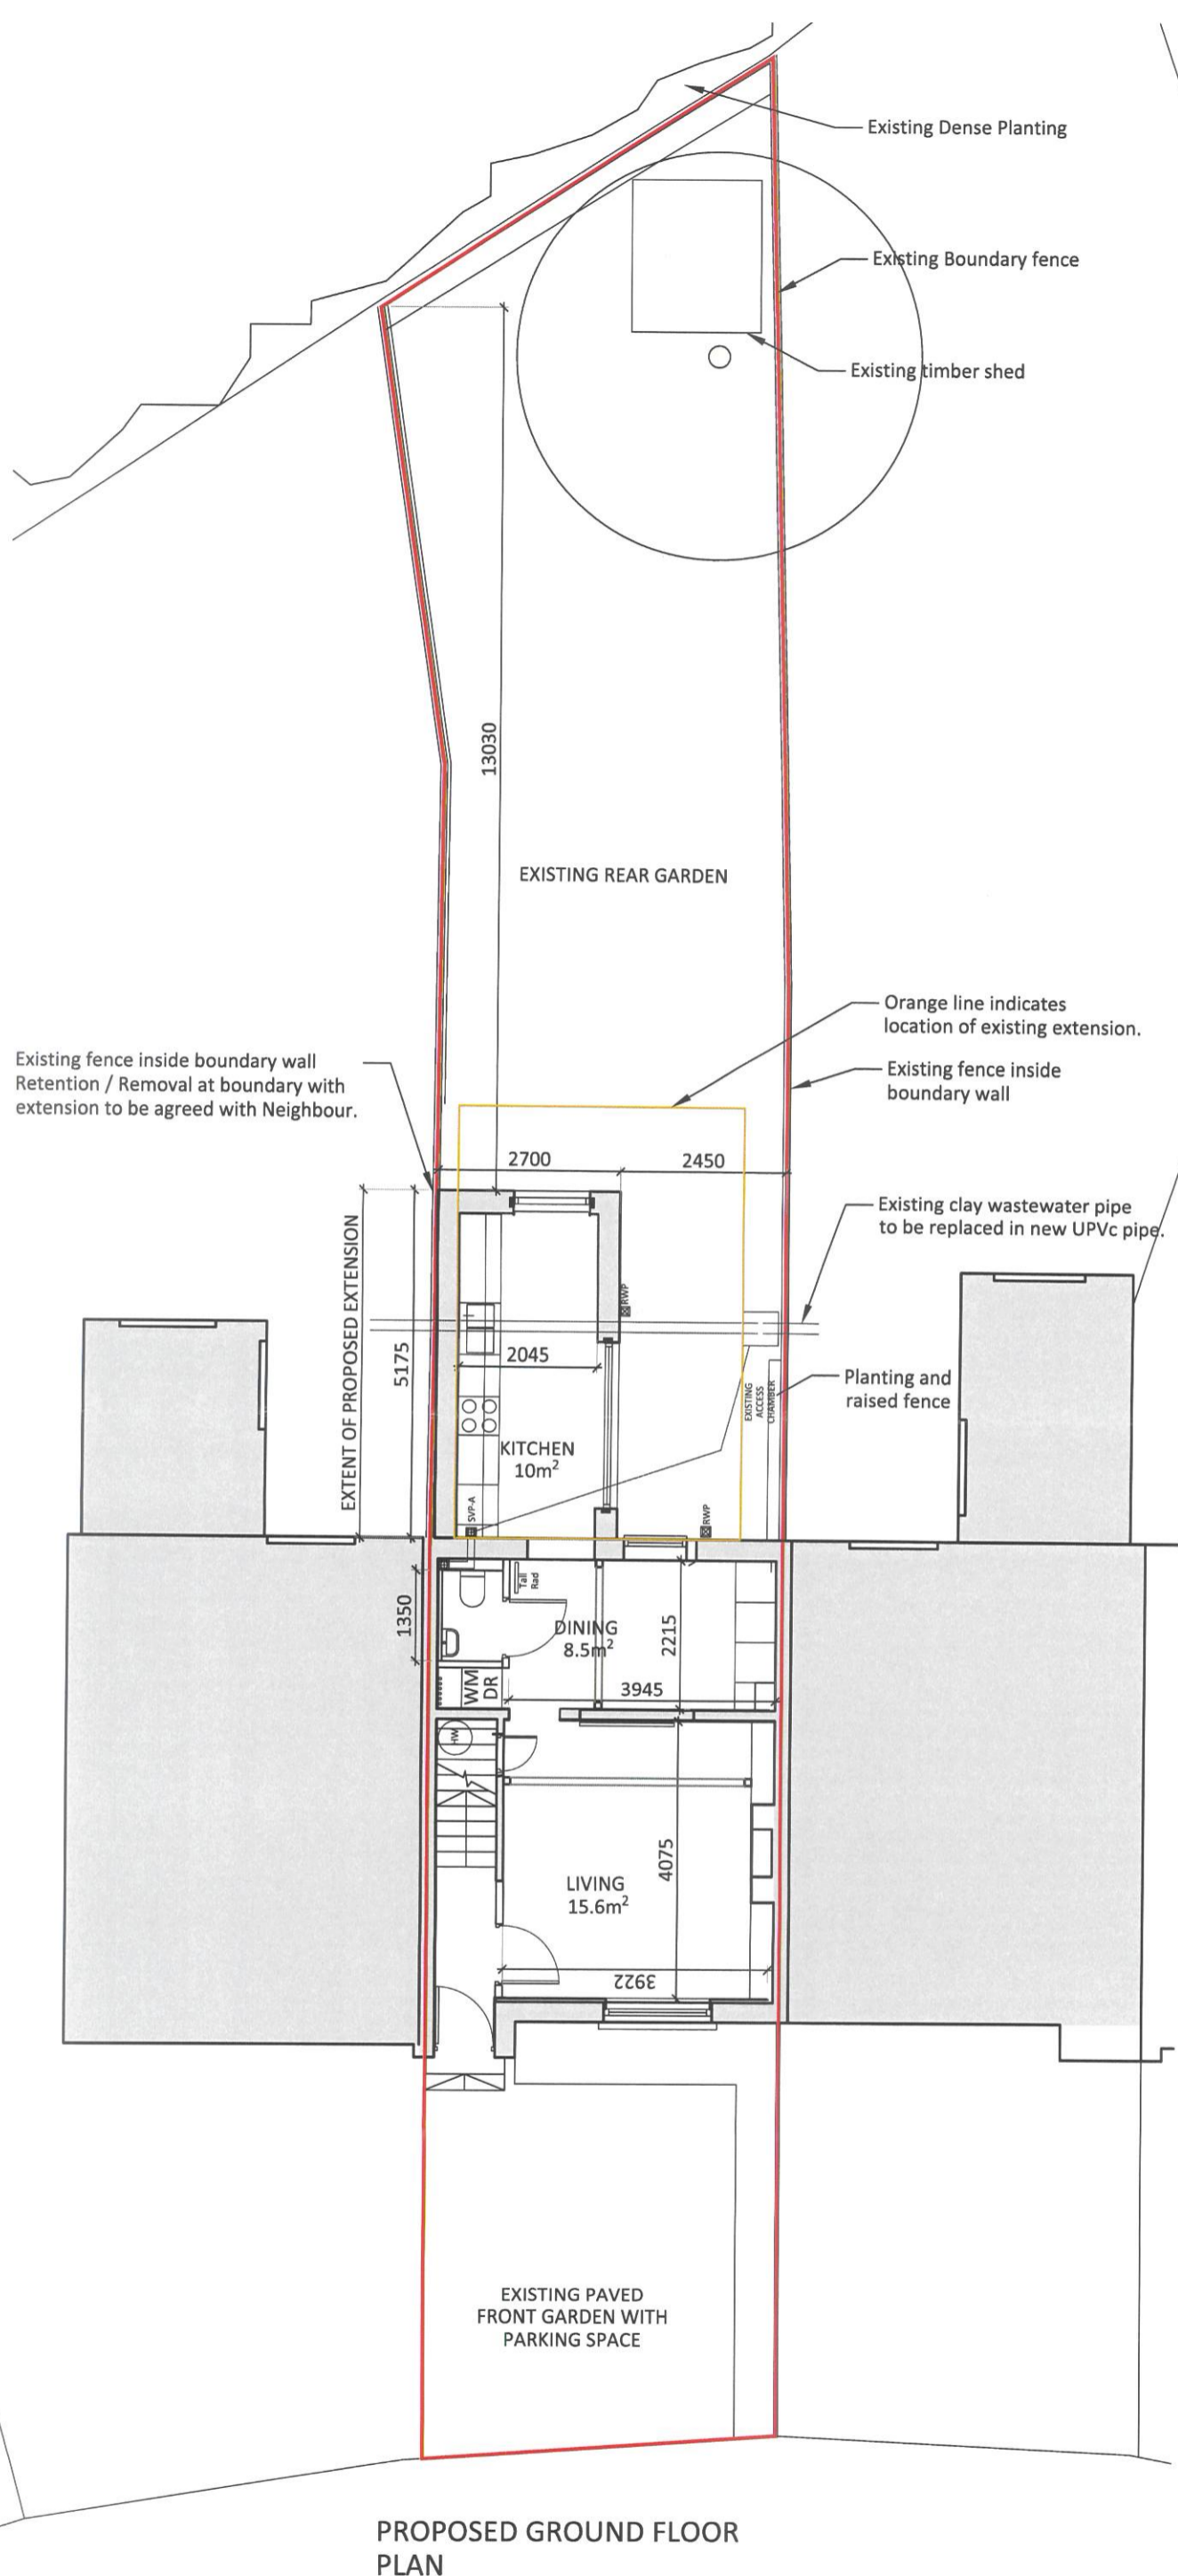 Existing Dense Planting
Existing Boundary fence
Existing timber shed
13030
EXISTING REAR GARDEN
Orange line indicates
location of existing extension.
Existing fence inside boundary wall
Retention / Removal at boundary with
extension to be agreed with Neighbour.
Existing fence inside
boundary wall
2700
2450
Existing clay wastewater pipe
to be replaced in new UPVc pipe.
EXTENT OF PROPOSED EXTENSION
5175
RWP
2045
Planting and
raised fence
EXISTING
ACCESS
CHAMBER
KITCHEN
10m²
SVP-A
RWP
Tall
Rad
1350
DINING
8.5m²
2215
WM
DR
3945
HW
4075
LIVING
15.6m²
3922
EXISTING PAVED
FRONT GARDEN WITH
PARKING SPACE
PROPOSED GROUND FLOOR
PLAN